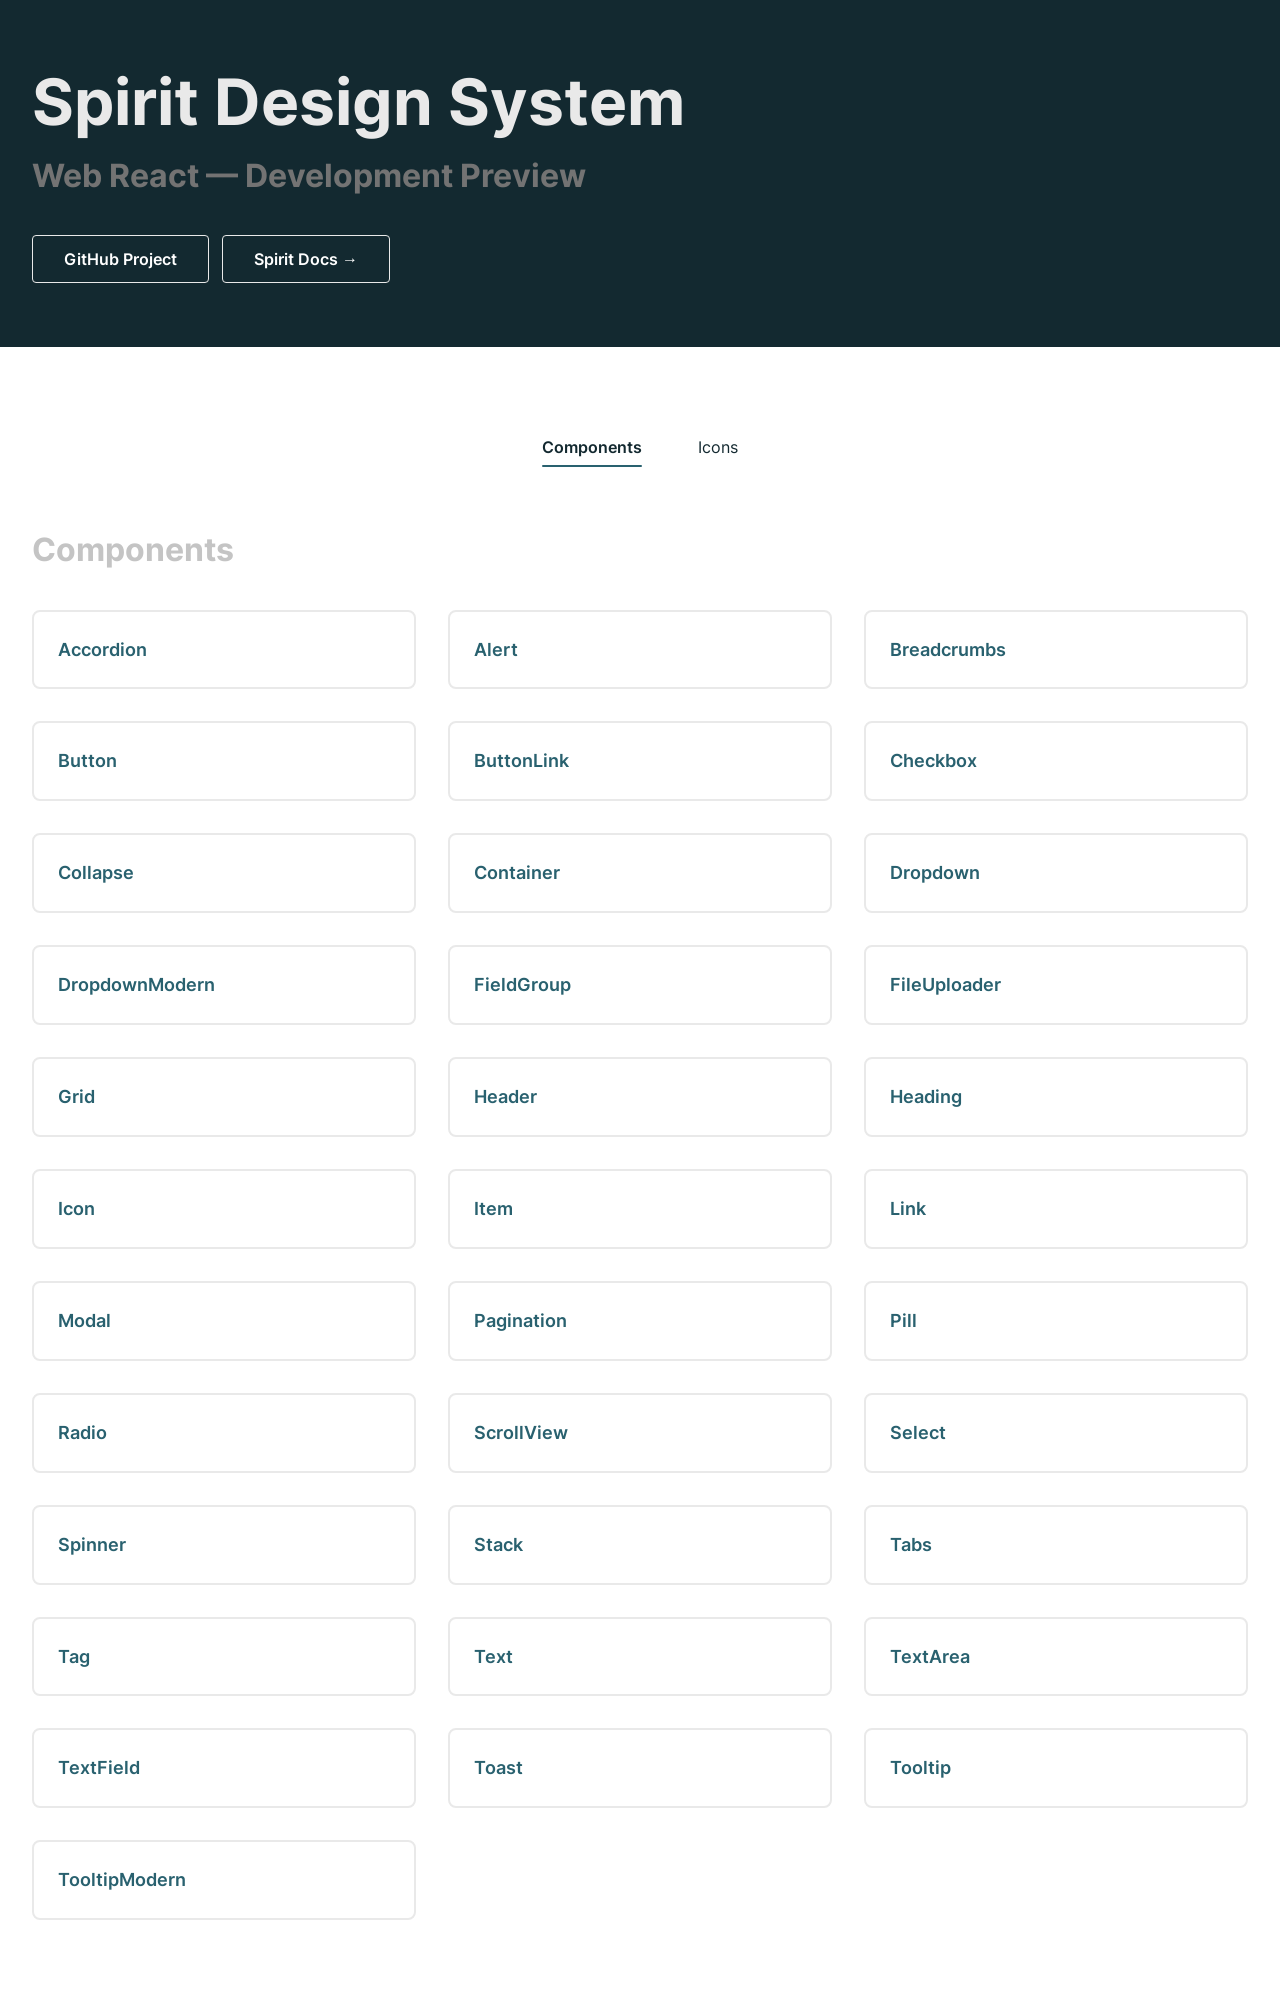 Spirit Design System
Web React — Development Preview
GitHub Project
Spirit Docs →
Components
Icons
Components
Accordion
Alert
Breadcrumbs
Button
ButtonLink
Checkbox
Collapse
Container
Dropdown
DropdownModern
FieldGroup
FileUploader
Grid
Header
Heading
Icon
Item
Link
Modal
Pagination
Pill
Radio
ScrollView
Select
Spinner
Stack
Tabs
Tag
Text
TextArea
TextField
Toast
Tooltip
TooltipModern